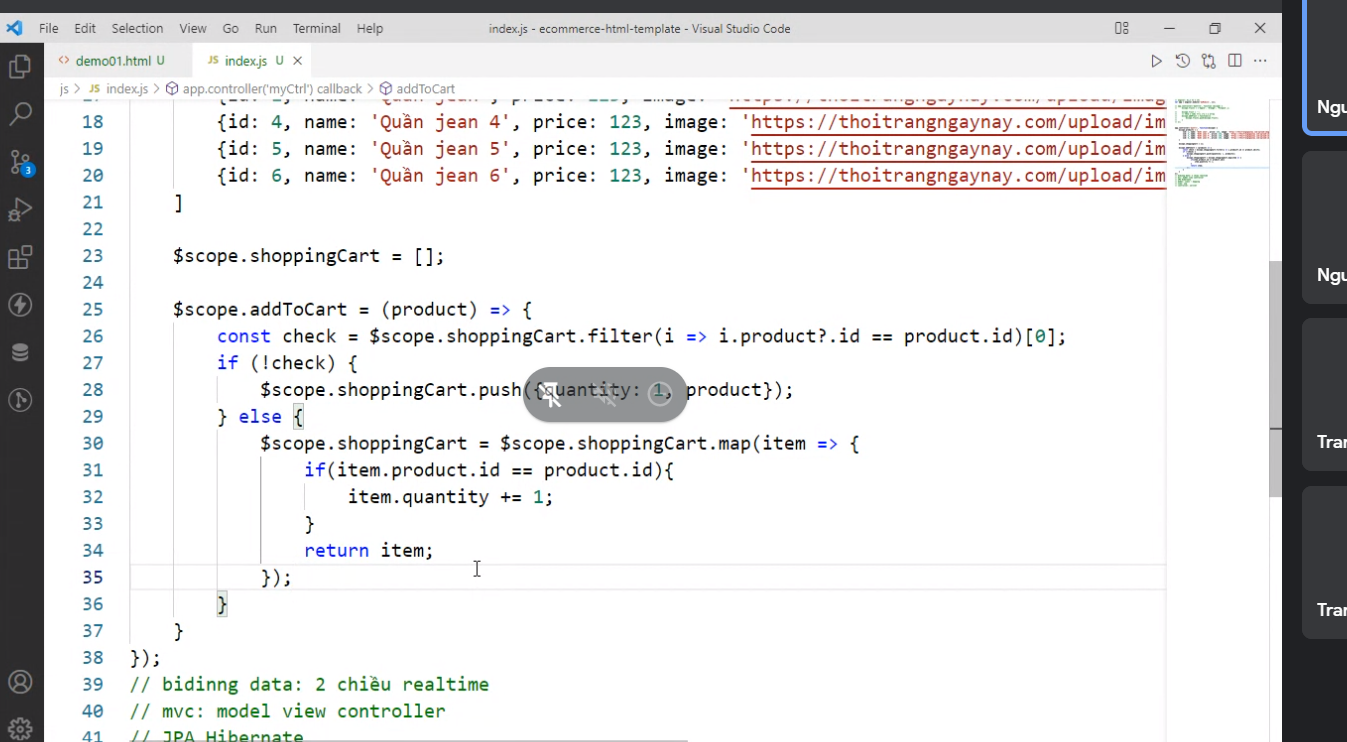 File Edit Selection View Go Run Terminal Help
index.js - ecommerce-html-template - Visual Studio Code
demo01.html U
JS index.js U
js > JS index.js > app.controller('myCtrl') callback > addToCart
18 {id: 4, name: 'Quần jean 4', price: 123, image: 'https://thoitrangngaynay.com/upload/im
19 {id: 5, name: 'Quần jean 5', price: 123, image: 'https://thoitrangngaynay.com/upload/im
20 {id: 6, name: 'Quần jean 6', price: 123, image: 'https://thoitrangngaynay.com/upload/im
21 ]
22
23 $scope.shoppingCart = [];
24
25 $scope.addToCart = (product) => {
26 const check = $scope.shoppingCart.filter(i => i.product?.id == product.id)[0];
27 if (!check) {
28 $scope.shoppingCart.push({quantity: 1, product});
29 } else {
30 $scope.shoppingCart = $scope.shoppingCart.map(item => {
31 if(item.product.id == product.id){
32 item.quantity += 1;
33 }
34 return item;
35 });
36 }
37 }
38 });
39 // bidinng data: 2 chiều realtime
40 // mvc: model view controller
41 // JPA Hibernate
3
Ngu
Ngu
Tran
Tran